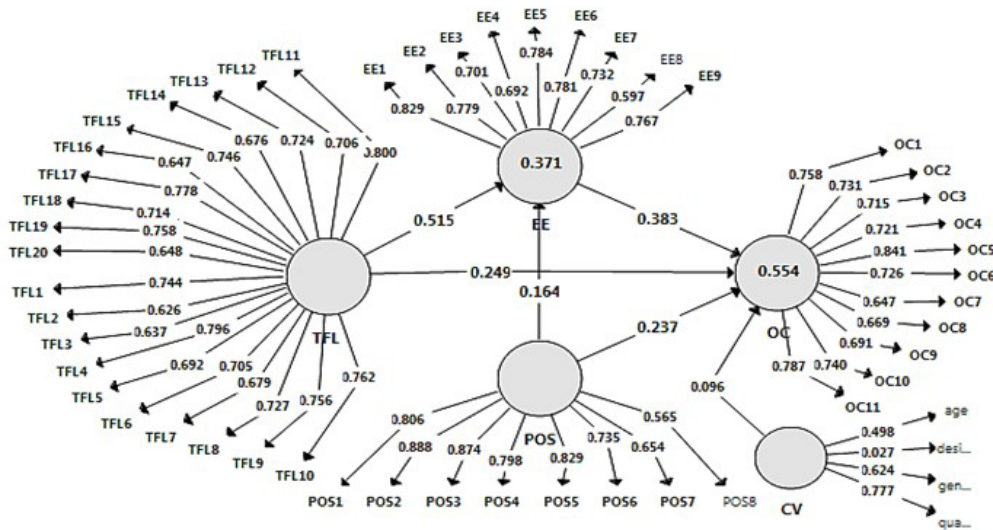 EE4
EE5
EE6
EE3
EE7
EE2
EE8
EE1
EE9
0.829
0.779
0.701
0.692
0.784
0.781
0.732
0.597
0.767
0.371
EE
TFL11
TFL12
TFL13
TFL14
TFL15
TFL16
TFL17
TFL18
TFL19
TFL20
TFL1
TFL2
TFL3
TFL4
TFL5
TFL6
TFL7
TFL8
TFL9
TFL10
0.800
0.706
0.724
0.676
0.746
0.647
0.778
0.714
0.758
0.648
0.744
0.626
0.637
0.796
0.692
0.705
0.679
0.727
0.756
0.762
TFL
0.515
0.383
0.249
0.164
0.237
0.096
OC1
OC2
OC3
OC4
OC5
OC6
OC7
OC8
OC9
OC10
OC11
0.758
0.731
0.715
0.721
0.841
0.726
0.647
0.669
0.691
0.740
0.787
0.554
OC
POS
0.806
0.888
0.874
0.798
0.829
0.735
0.654
0.565
POS1
POS2
POS3
POS4
POS5
POS6
POS7
POS8
CV
0.498
0.027
0.624
0.777
age
desi...
gen...
qua...